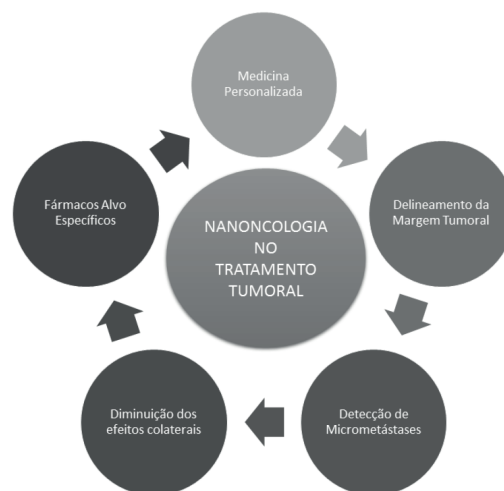 Medicina
Personalizada
Delineamento da
Margem Tumoral
Detecção de
Micrometástases
Diminuição dos
efeitos colaterais
Fármacos Alvo
Específicos
NANONCOLOGIA
NO
TRATAMENTO
TUMORAL